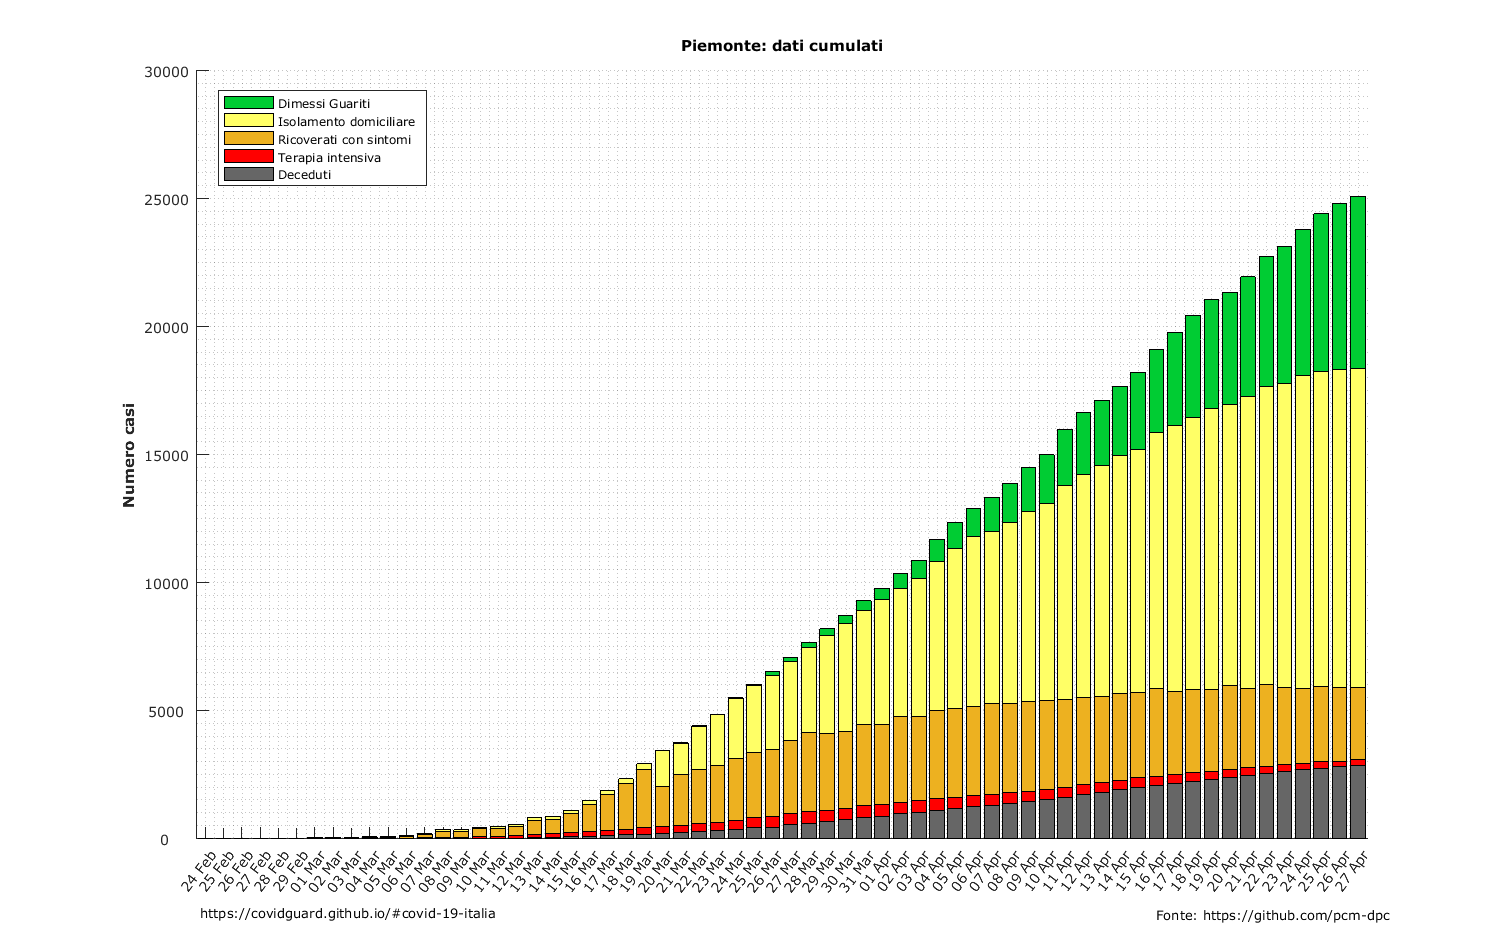 Piemonte: dati cumulati
30000
25000
20000
15000
10000
5000
0
Numero casi
Dimessi Guariti
Isolamento domiciliare
Ricoverati con sintomi
Terapia intensiva
Deceduti
24 Feb
25 Feb
26 Feb
27 Feb
28 Feb
29 Feb
01 Mar
02 Mar
03 Mar
04 Mar
05 Mar
06 Mar
07 Mar
08 Mar
09 Mar
10 Mar
11 Mar
12 Mar
13 Mar
14 Mar
15 Mar
16 Mar
17 Mar
18 Mar
19 Mar
20 Mar
21 Mar
22 Mar
23 Mar
24 Mar
25 Mar
26 Mar
27 Mar
28 Mar
29 Mar
30 Mar
31 Mar
01 Apr
02 Apr
03 Apr
04 Apr
05 Apr
06 Apr
07 Apr
08 Apr
09 Apr
10 Apr
11 Apr
12 Apr
13 Apr
14 Apr
15 Apr
16 Apr
17 Apr
18 Apr
19 Apr
20 Apr
21 Apr
22 Apr
23 Apr
24 Apr
25 Apr
26 Apr
27 Apr
https://covidguard.github.io/#covid-19-italia
Fonte: https://github.com/pcm-dpc